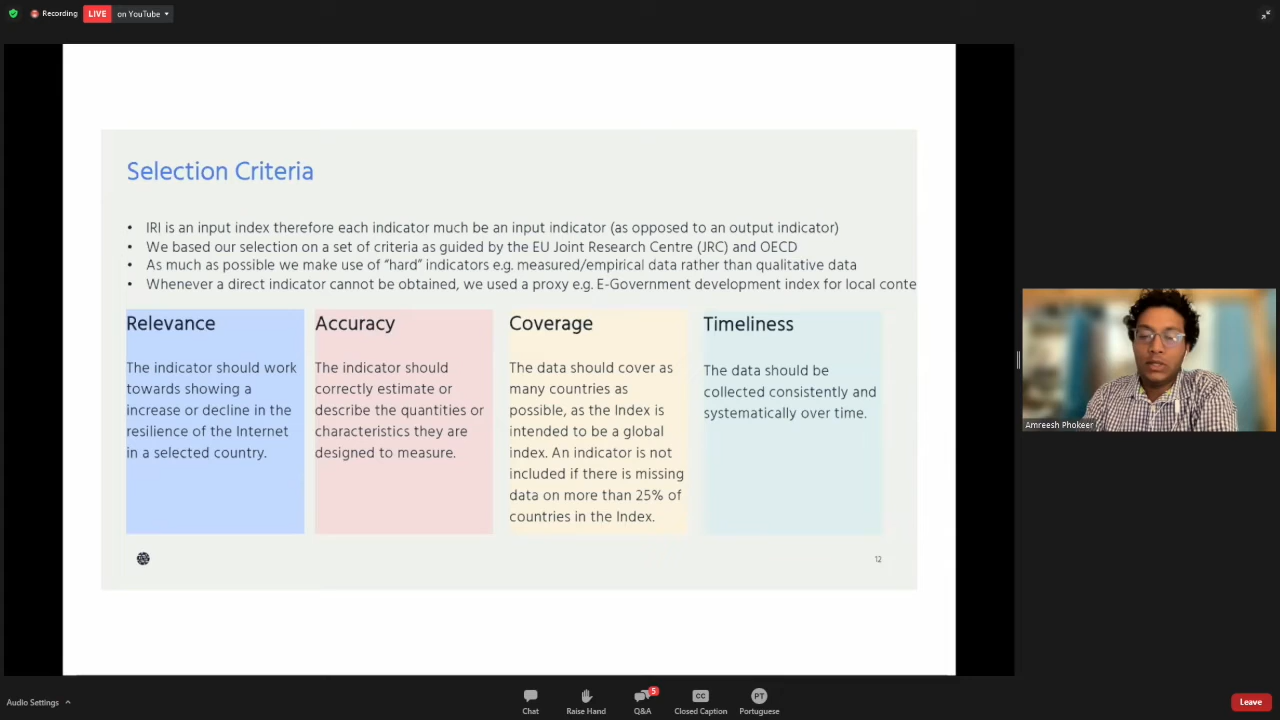 Recording
LIVE
on YouTube
Selection Criteria
• IRI is an input index therefore each indicator much be an input indicator (as opposed to an output indicator)
• We based our selection on a set of criteria as guided by the EU Joint Research Centre (JRC) and OECD
• As much as possible we make use of “hard” indicators e.g. measured/empirical data rather than qualitative data
• Whenever a direct indicator cannot be obtained, we used a proxy e.g. E-Government development index for local conte
Relevance
The indicator should work
towards showing a
increase or decline in the
resilience of the Internet
in a selected country.
Accuracy
The indicator should
correctly estimate or
describe the quantities or
characteristics they are
designed to measure.
Coverage
The data should cover as
many countries as
possible, as the Index is
intended to be a global
index. An indicator is not
included if there is missing
data on more than 25% of
countries in the Index.
Timeliness
The data should be
collected consistently and
systematically over time.
12
Amreesh Phokeer
Audio Settings
Chat
Raise Hand
5
Q&A
CC
Closed Caption
PT
Portuguese
Leave